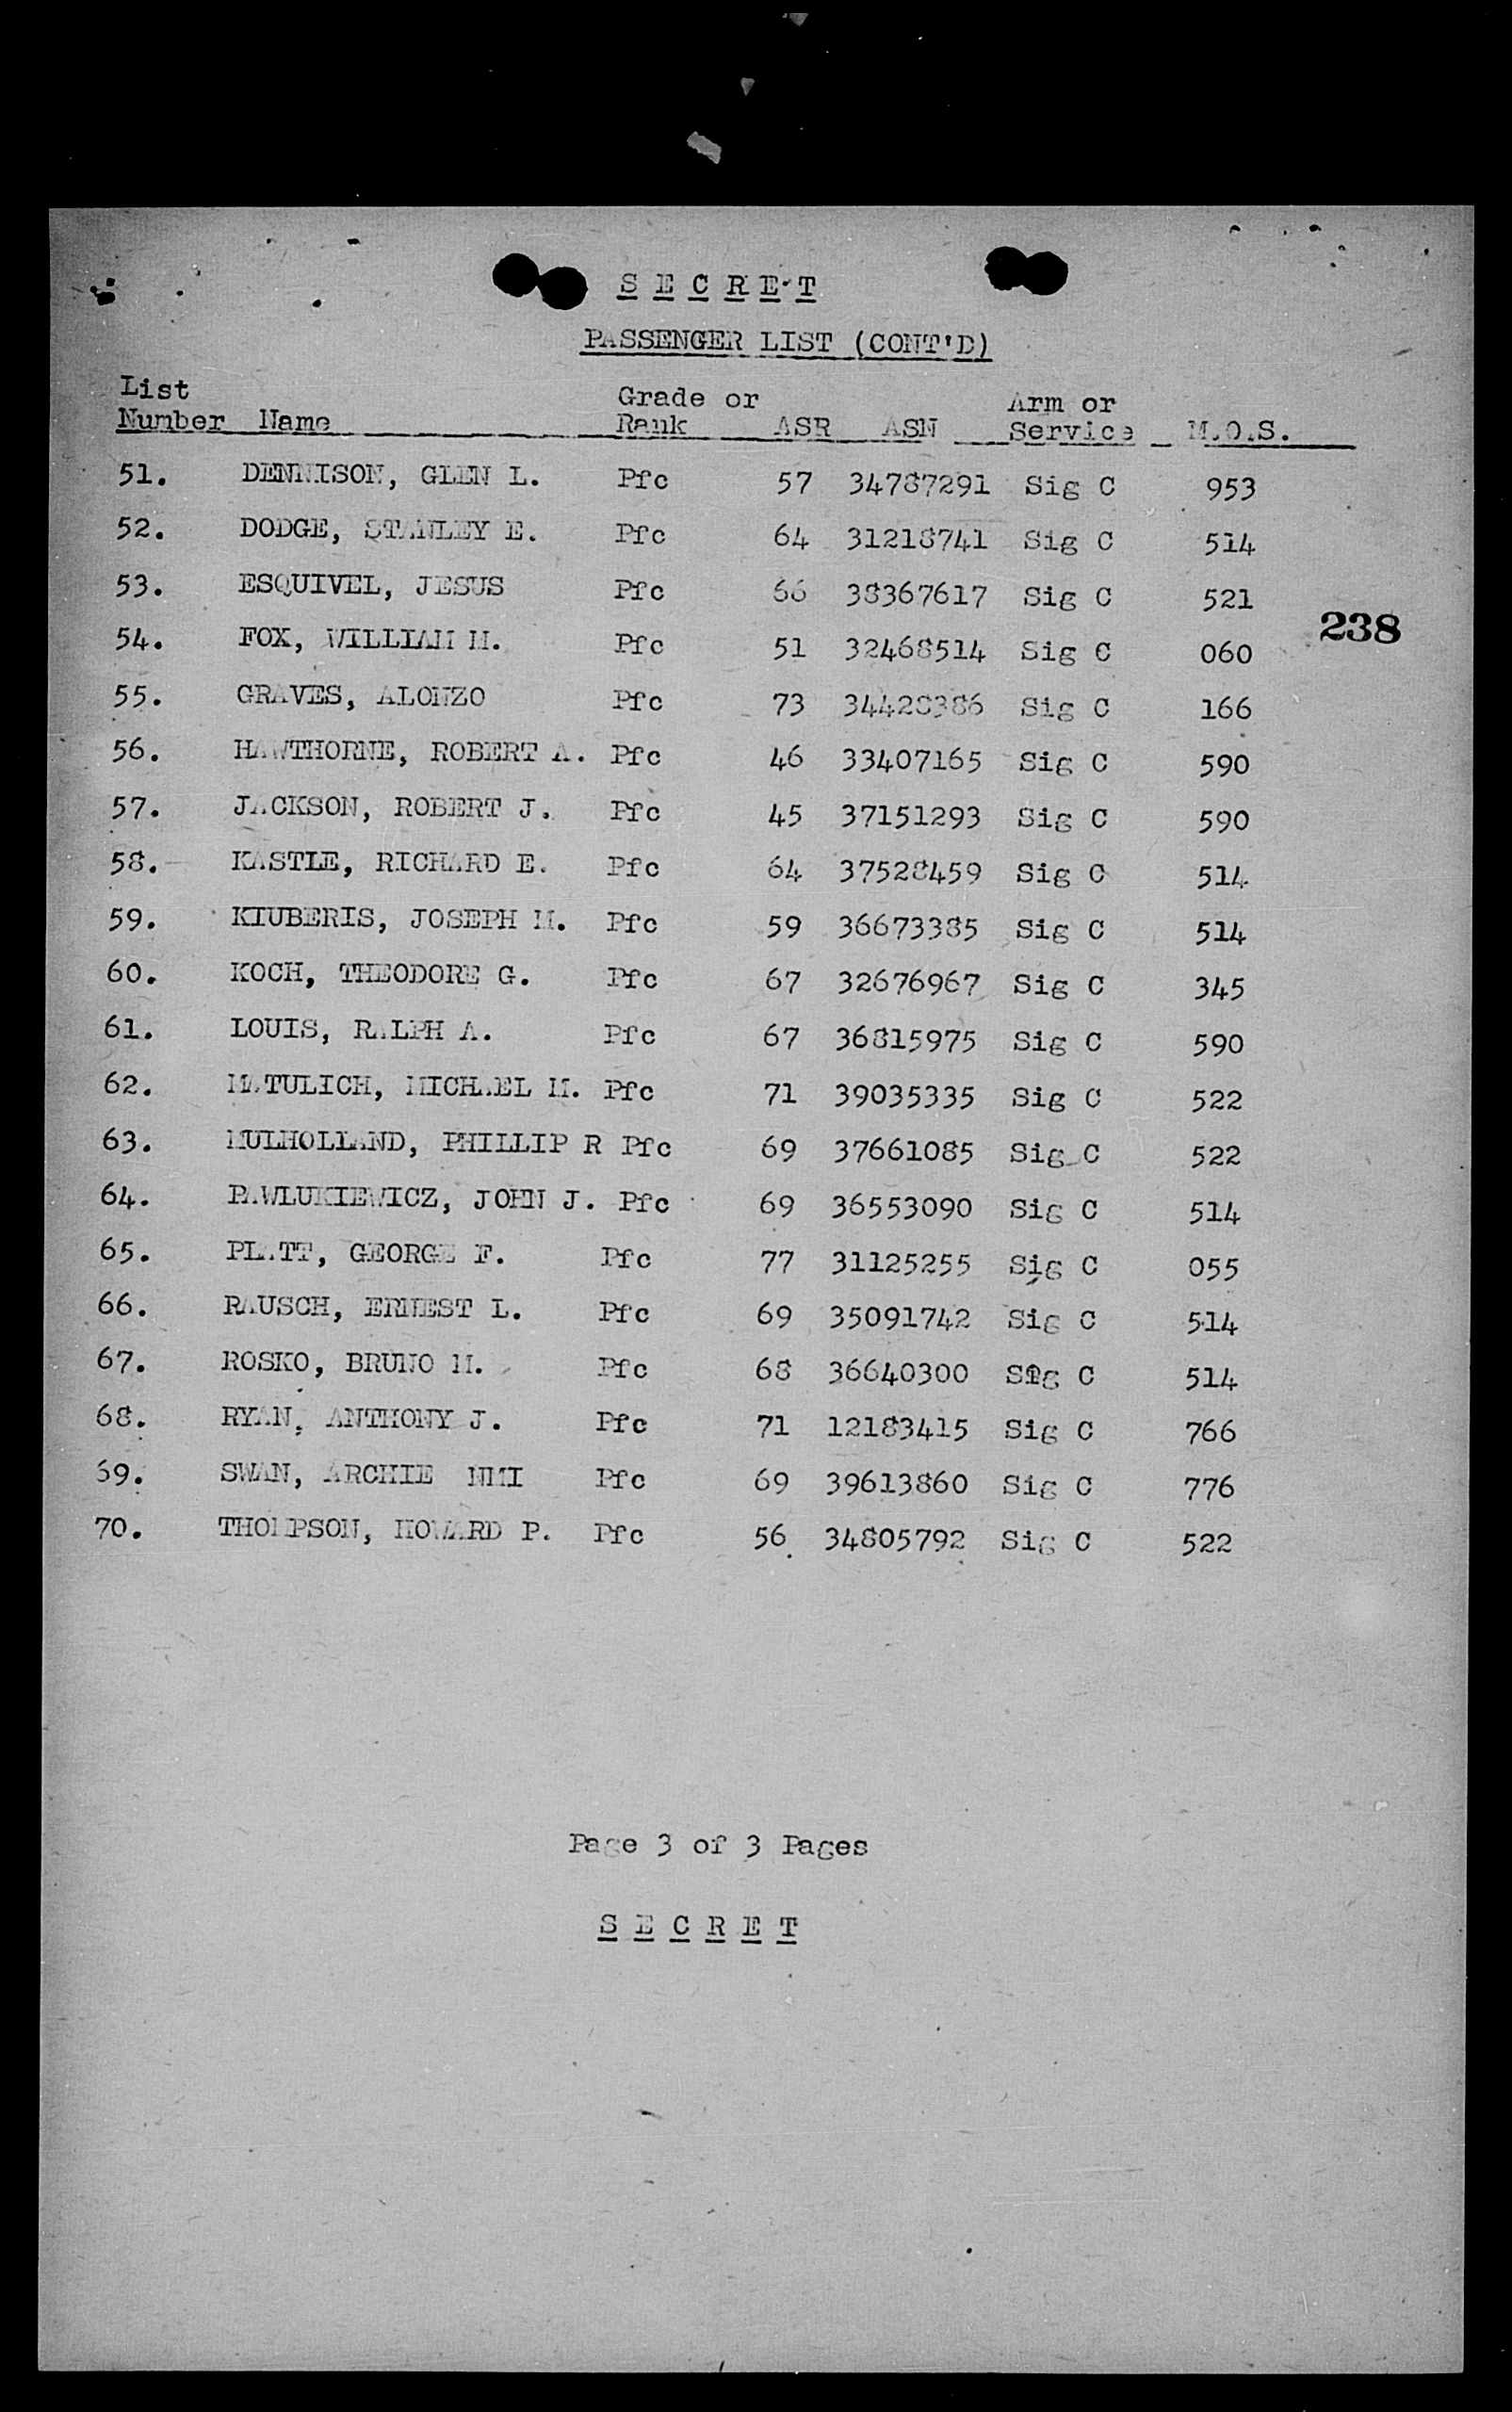 S E C R E T
PASSENGER LIST (CONT'D)
List
Number Name Grade or Rank ASR ASN Arm or Service M.O.S.
51. DENNISON, GLEN L. Pfc 57 34787291 Sig C 953
52. DODGE, STANLEY E. Pfc 64 31218741 Sig C 514
53. ESQUIVEL, JESUS Pfc 66 38367617 Sig C 521
238
54. FOX, WILLIAM M. Pfc 51 32468514 Sig C 060
55. GRAVES, ALONZO Pfc 73 34428386 Sig C 166
56. HAWTHORNE, ROBERT A. Pfc 46 33407165 Sig C 590
57. JACKSON, ROBERT J. Pfc 45 37151293 Sig C 590
58. KASTLE, RICHARD E. Pfc 64 37528459 Sig C 514
59. KIUBERIS, JOSEPH M. Pfc 59 36673385 Sig C 514
60. KOCH, THEODORE G. Pfc 67 32676967 Sig C 345
61. LOUIS, RALPH A. Pfc 67 36815975 Sig C 590
62. MATULICH, MICHAEL M. Pfc 71 39035335 Sig C 522
63. MULHOLLAND, PHILLIP R Pfc 69 37661085 Sig C 522
64. PAWLUKIEWICZ, JOHN J. Pfc 69 36553090 Sig C 514
65. PLATT, GEORGE F. Pfc 77 31125255 Sig C 055
66. RAUSCH, ERNEST L. Pfc 69 35091742 Sig C 514
67. ROSKO, BRUNO M. Pfc 68 36640300 Sig C 514
68. RYAN, ANTHONY J. Pfc 71 12183415 Sig C 766
69. SWAN, ARCHIE NMI Pfc 69 39613860 Sig C 776
70. THOMPSON, HOWARD P. Pfc 56 34805792 Sig C 522
Page 3 of 3 Pages
S E C R E T